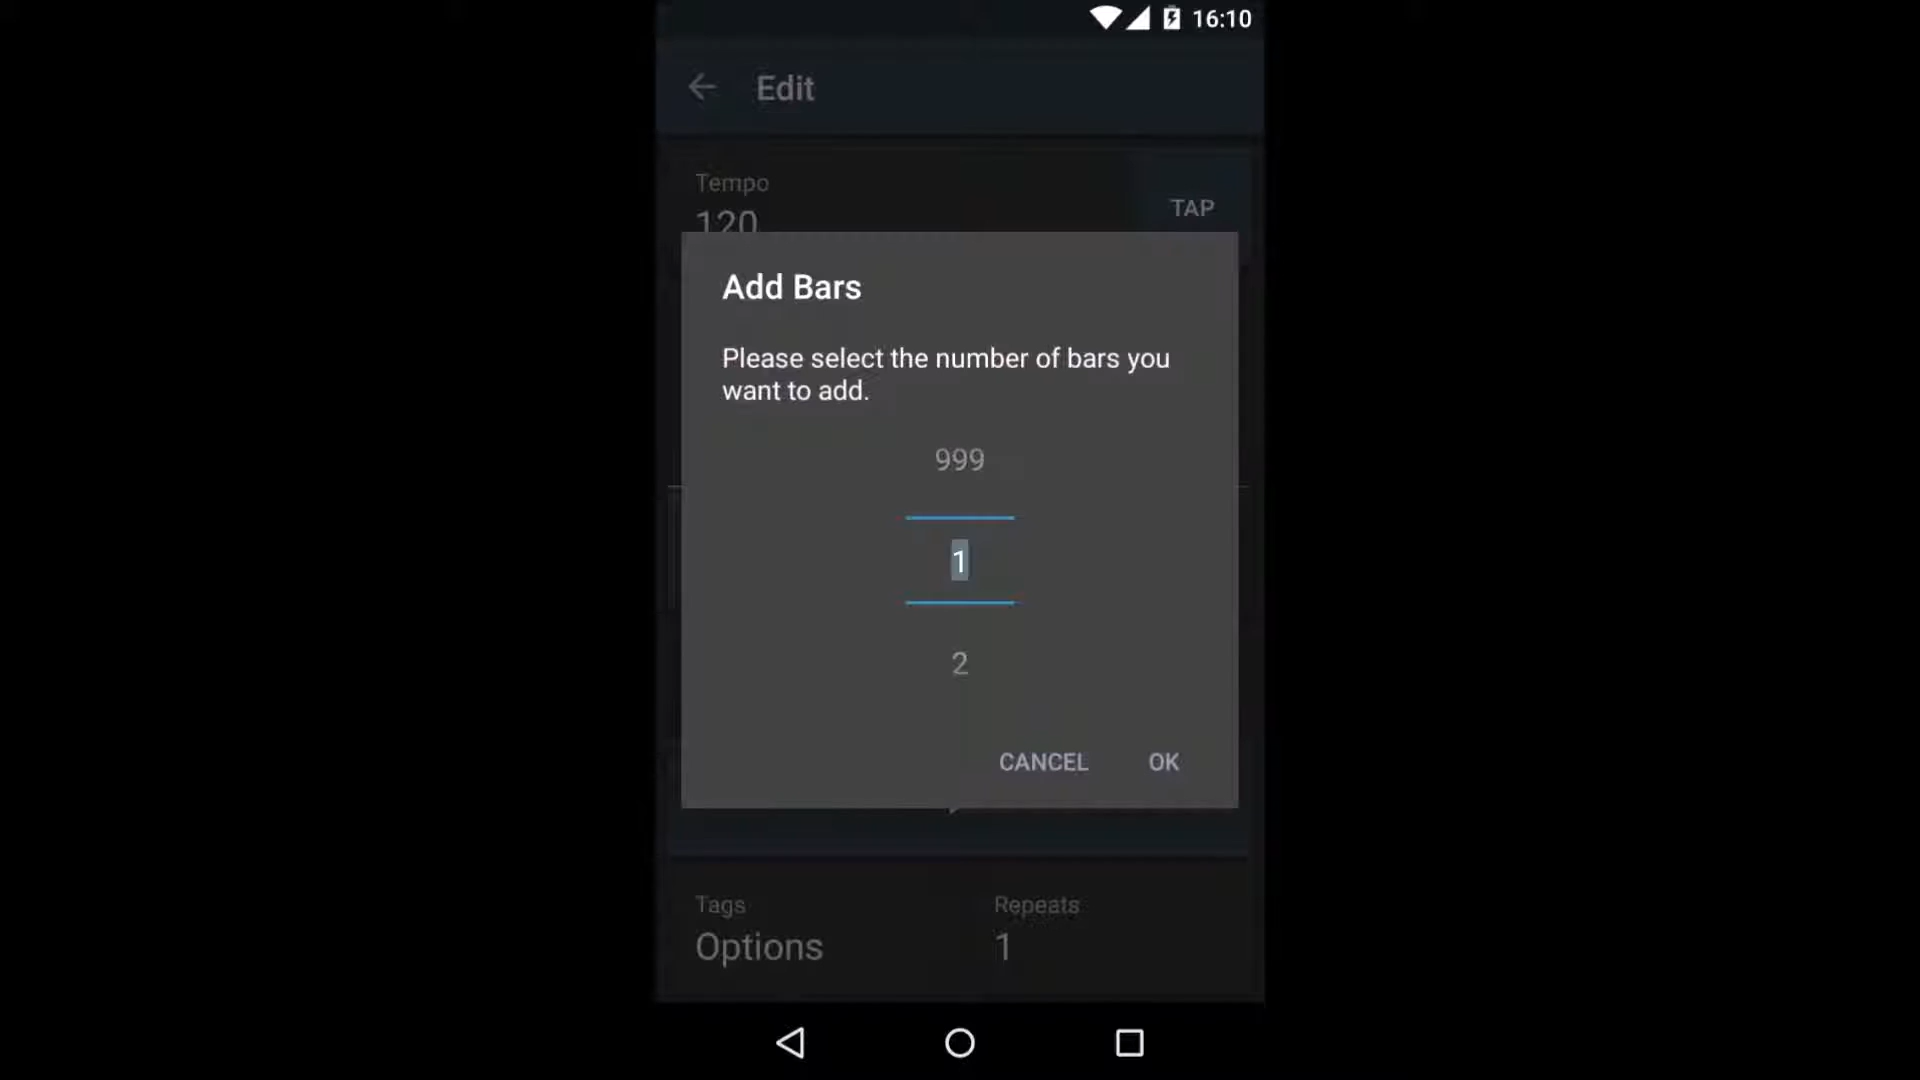 16:10
Edit
Tempo
120
TAP
Add Bars
Please select the number of bars you
want to add.
999
1
2
CANCEL
OK
Tags
Repeats
Options
1